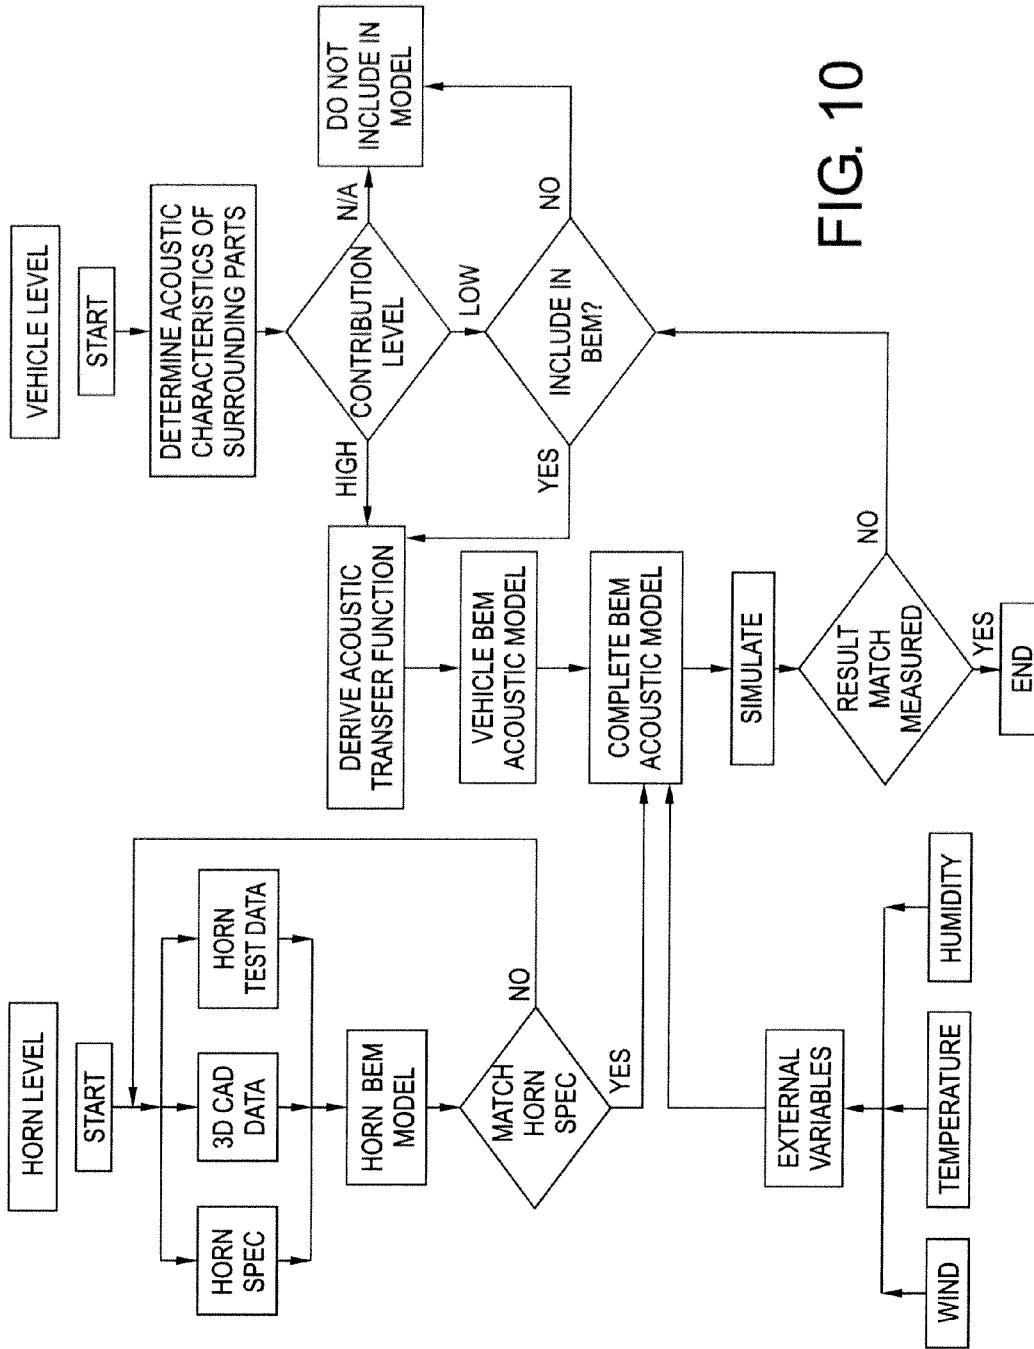 HORN LEVEL
START
HORN
SPEC
3D CAD
DATA
HORN
TEST DATA
HORN BEM
MODEL
MATCH
HORN
SPEC
NO
YES
EXTERNAL
VARIABLES
WIND
TEMPERATURE
HUMIDITY
VEHICLE LEVEL
START
DETERMINE ACOUSTIC
CHARACTERISTICS OF
SURROUNDING PARTS
CONTRIBUTION
LEVEL
HIGH
N/A
LOW
DO NOT
INCLUDE IN
MODEL
INCLUDE IN
BEM?
YES
NO
DERIVE ACOUSTIC
TRANSFER FUNCTION
VEHICLE BEM
ACOUSTIC MODEL
COMPLETE BEM
ACOUSTIC MODEL
SIMULATE
RESULT
MATCH
MEASURED
NO
YES
END
FIG. 10